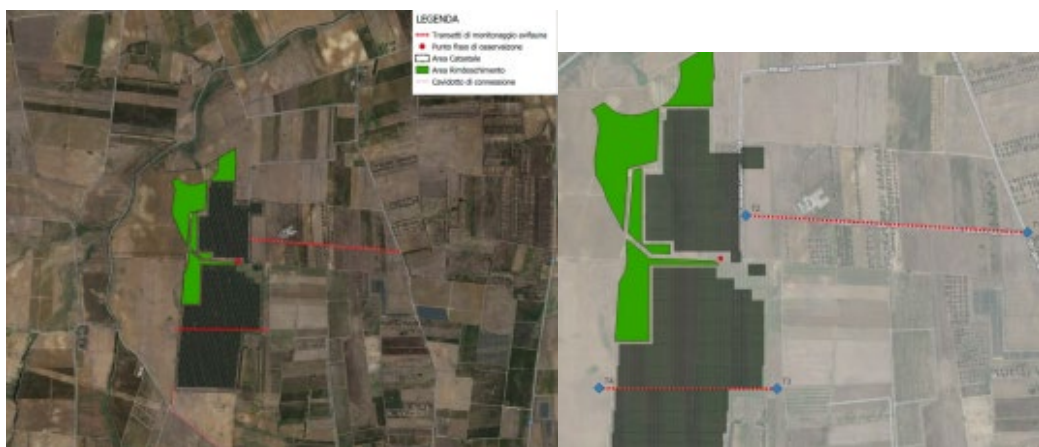 LEGENDA
Transetti di monitoraggio avifauna
Punto fisso di osservazione
Area Catastale
Area Rimboschimento
Cavidotto di connessione
T2
T4
T3